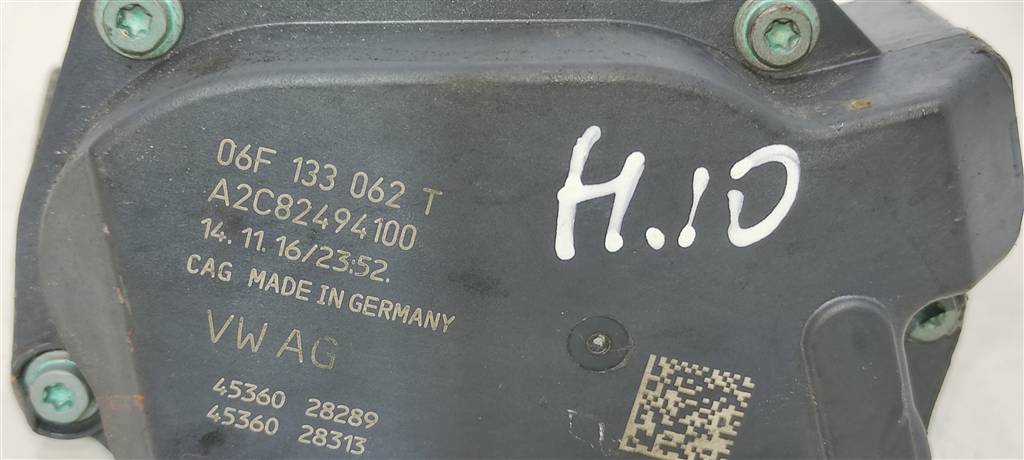 06F 133 062 T
A2C82494100
14.11.16/23:52.
CAG MADE IN GERMANY
VW AG
45360 28289
45360 28313
H.10